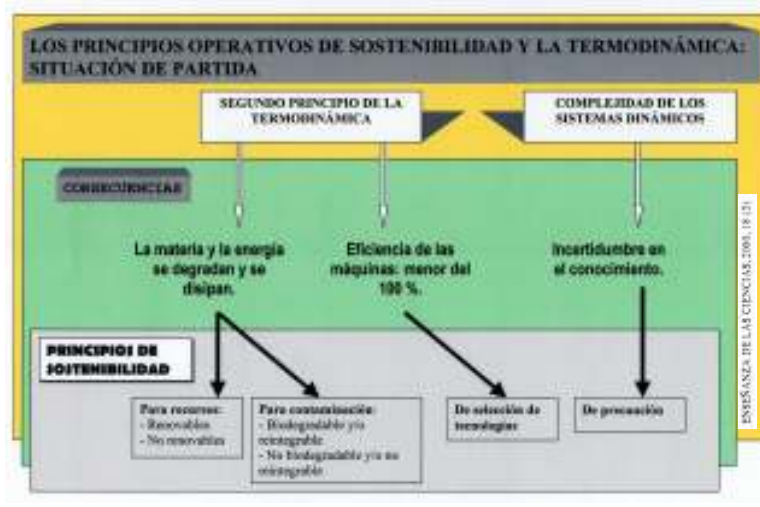 LOS PRINCIPIOS OPERATIVOS DE SOSTENIBILIDAD Y LA TERMODINÁMICA:
SITUACIÓN DE PARTIDA
SEGUNDO PRINCIPIO DE LA
TERMODINÁMICA
COMPLEJIDAD DE LOS
SISTEMAS DINÁMICOS
CONSECUENCIAS
La materia y la energía
se degradan y se
disipan.
Eficiencia de las
máquinas: menor del
100 %.
Incertidumbre en
el conocimiento.
PRINCIPIOS DE
SOSTENIBILIDAD
Para recursos:
- Renovables
- No renovables
Para contaminación:
- Biodegradable y/o
reintegrable
- No biodegradable y/o no
reintegrable
De selección de
tecnologías
De precaución
ENSEÑANZA DE LAS CIENCIAS, 2000, 18 (3)